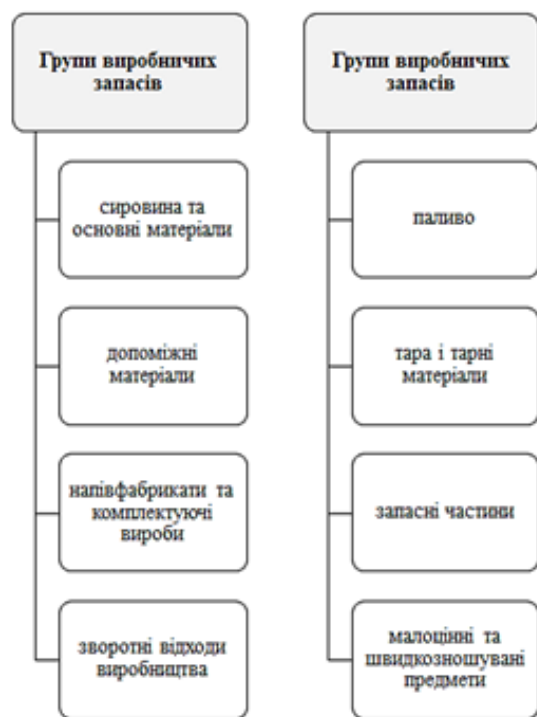 Групи виробничих
запасів
сировина та
основні матеріали
допоміжні
матеріали
напівфабрикати та
комплектуючі
вироби
зворотні відходи
виробництва
Групи виробничих
запасів
паливо
тара і тарні
матеріали
запасні частини
малоцінні та
швидкозношувані
предмети